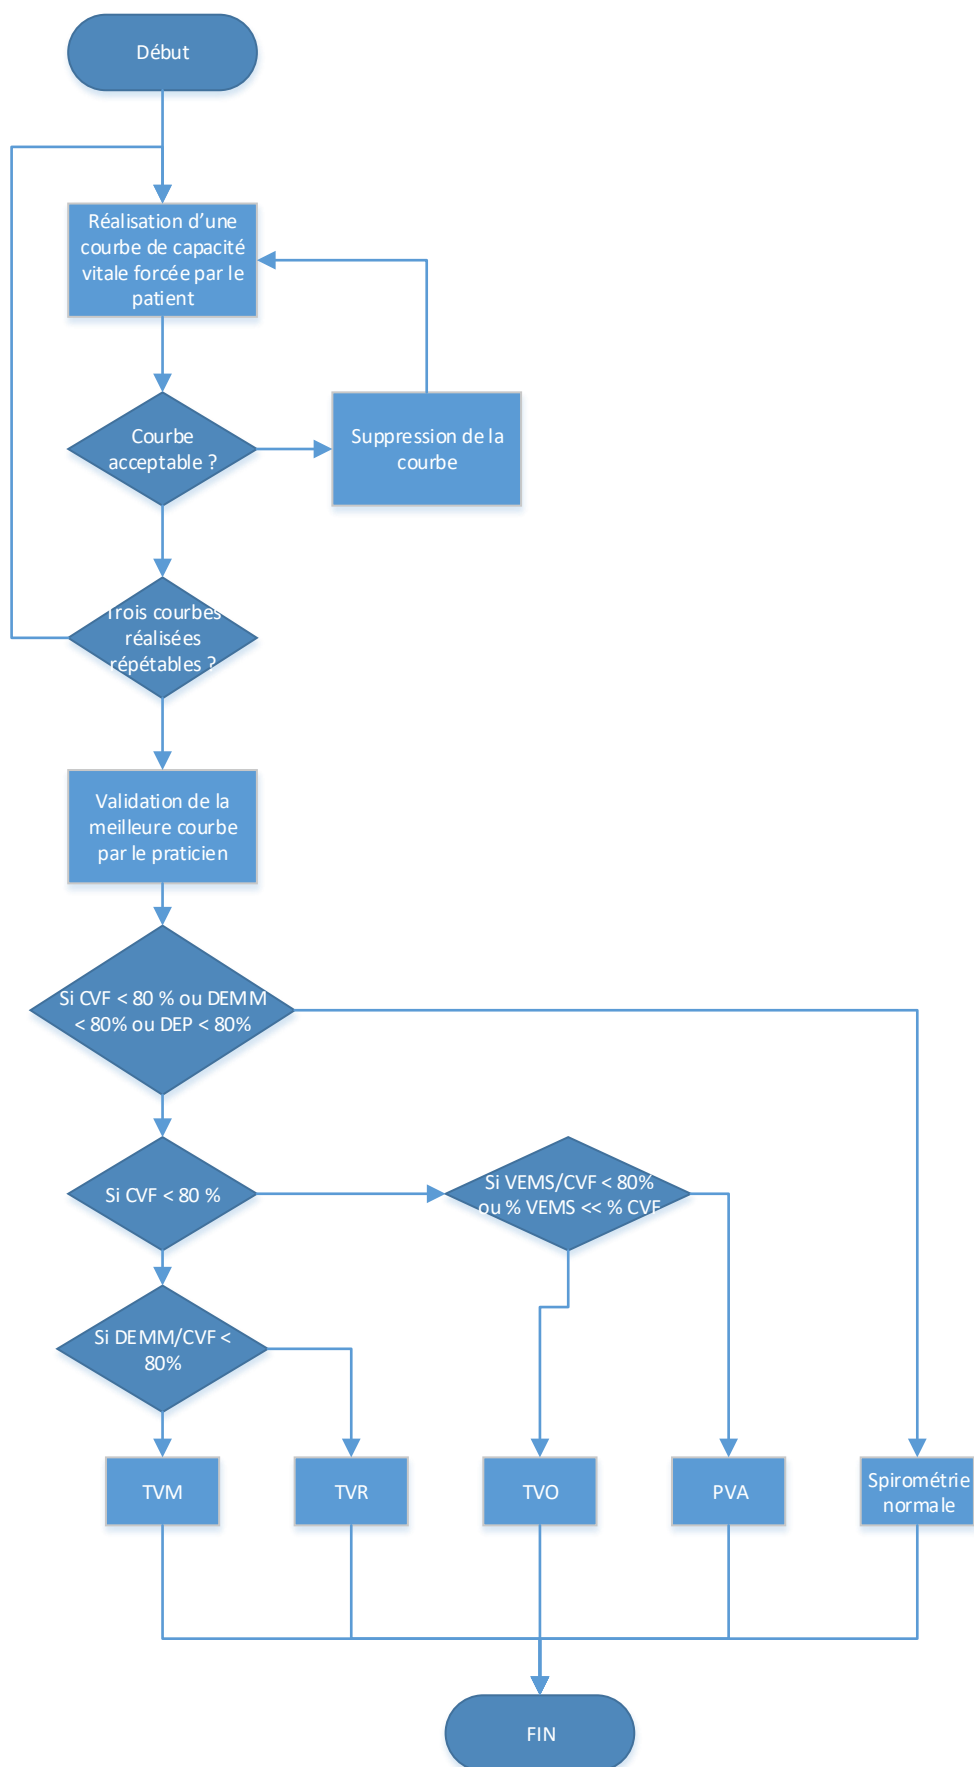 Début
Réalisation d’une
courbe de capacité
vitale forcée par le
patient
Courbe
acceptable ?
Suppression de la
courbe
Trois courbes
réalisées
répétables ?
Validation de la
meilleure courbe
par le praticien
Si CVF < 80 % ou DEMM
< 80% ou DEP < 80%
Si CVF < 80 %
Si VEMS/CVF < 80%
ou % VEMS << % CVF
Si DEMM/CVF <
80%
TVM
TVR
TVO
PVA
Spirométrie
normale
FIN